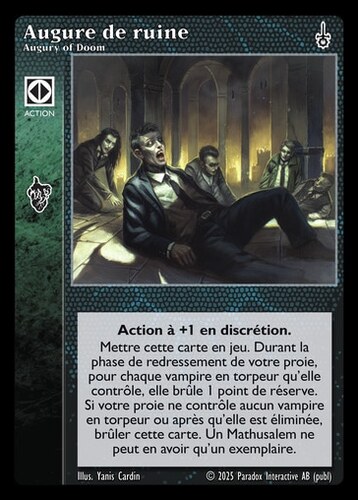 Augure de ruine
Augury of Doom
ACTION
Action à +1 en discrétion.
Mettre cette carte en jeu. Durant la
phase de redressement de votre proie,
pour chaque vampire en torpeur qu'elle
contrôle, elle brûle 1 point de réserve.
Si votre proie ne contrôle aucun vampire
en torpeur ou après qu'elle est éliminée,
brûler cette carte. Un Mathusalem ne
peut en avoir qu'un exemplaire.
Illus. Yanis Cardin
© 2025 Paradox Interactive AB (publ)